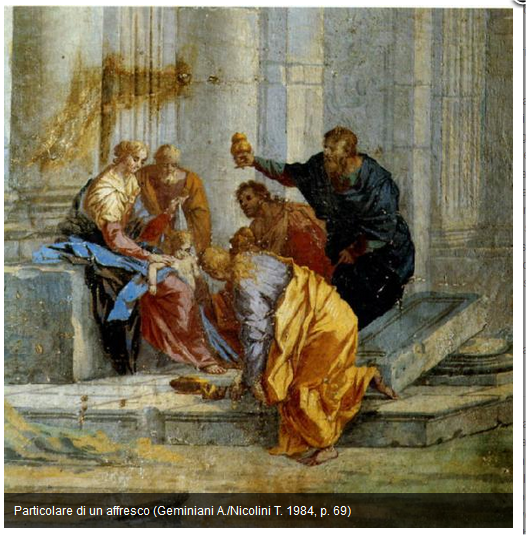 Particolare di un affresco (Geminiani A./Nicolini T. 1984, p. 69)